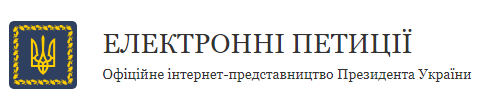 ЕЛЕКТРОННІ ПЕТИЦІЇ
Офіційне інтернет-представництво Президента України